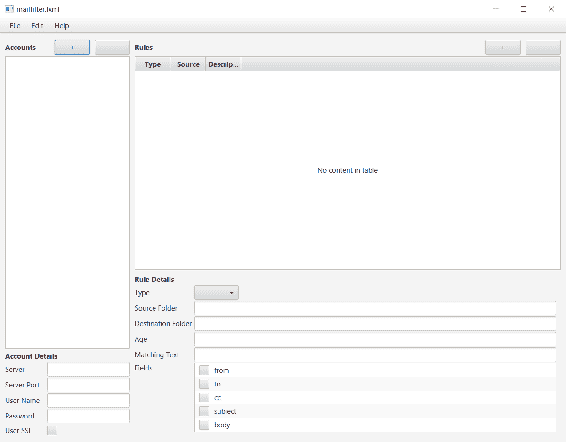 mailfilter.fxml
File Edit Help
Accounts + Rules +
Type Source Descrip...
No content in table
Rule Details
Type
Source Folder
Destination Folder
Age
Matching Text
Fields
from
to
cc
subject
body
Account Details
Server
Server Port
User Name
Password
User SSL